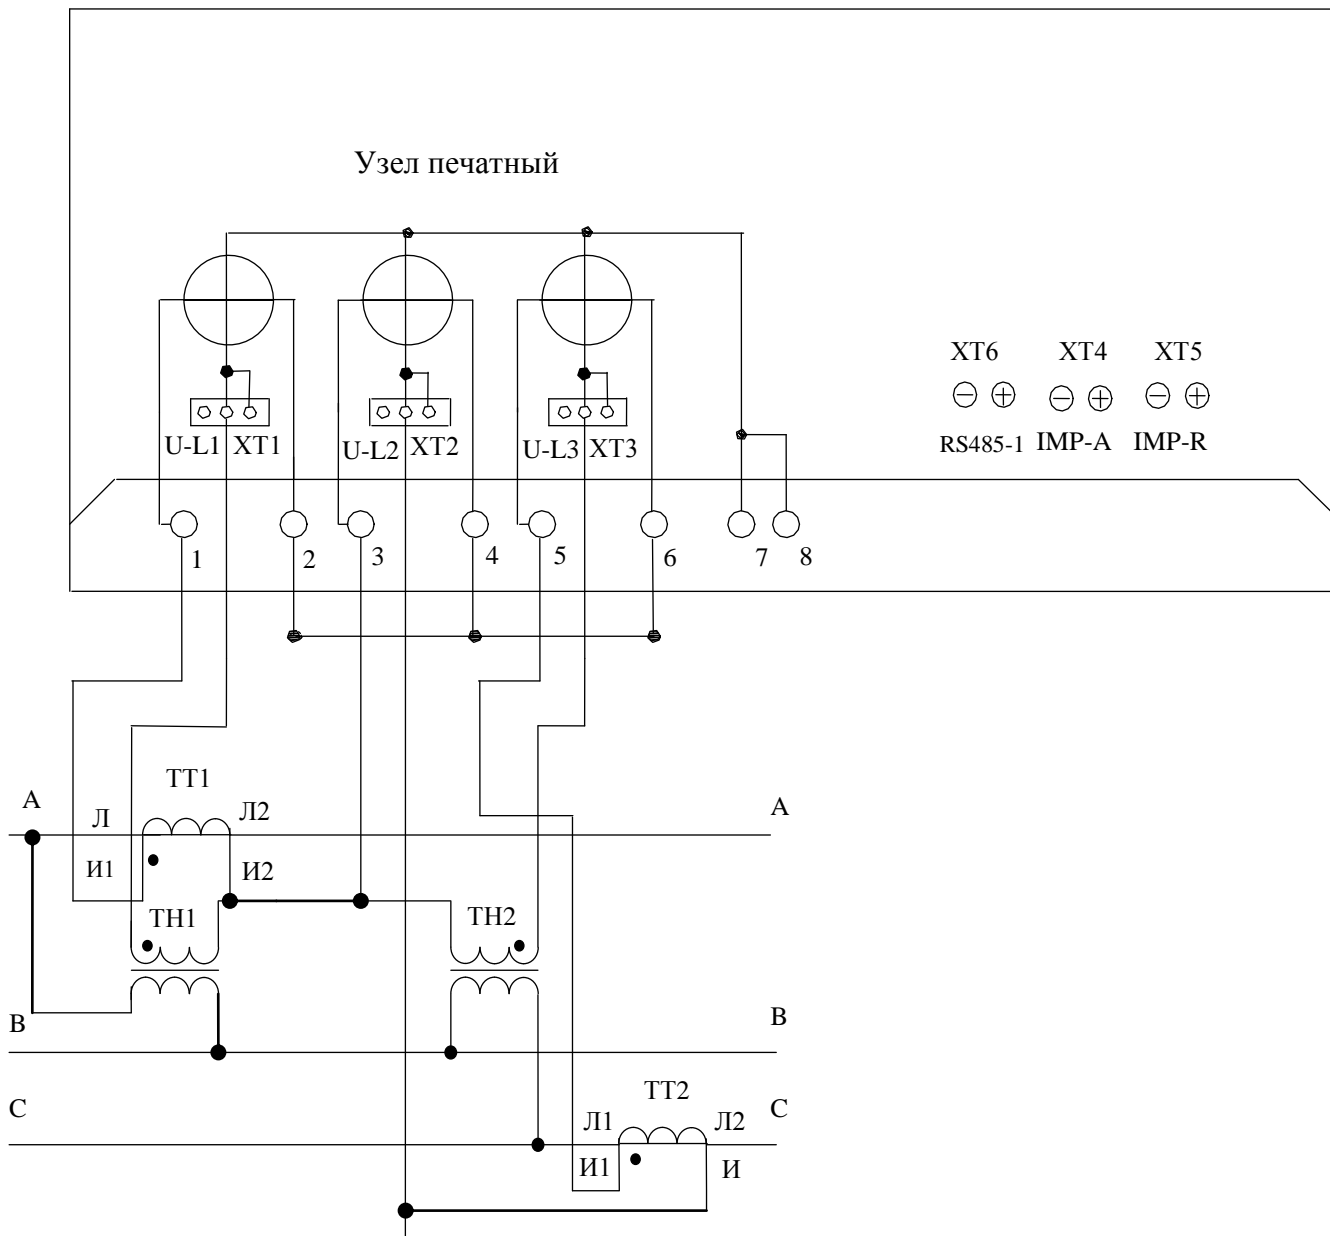 Узел печатный
XT6 XT4 XT5
RS485-1 IMP-A IMP-R
U-L1 XT1 U-L2 XT2 U-L3 XT3
1 2 3 4 5 6 7 8
ТТ1
А Л Л2 А
И1 И2
ТН1 ТН2
В В
ТТ2
С Л1 Л2 С
И1 И